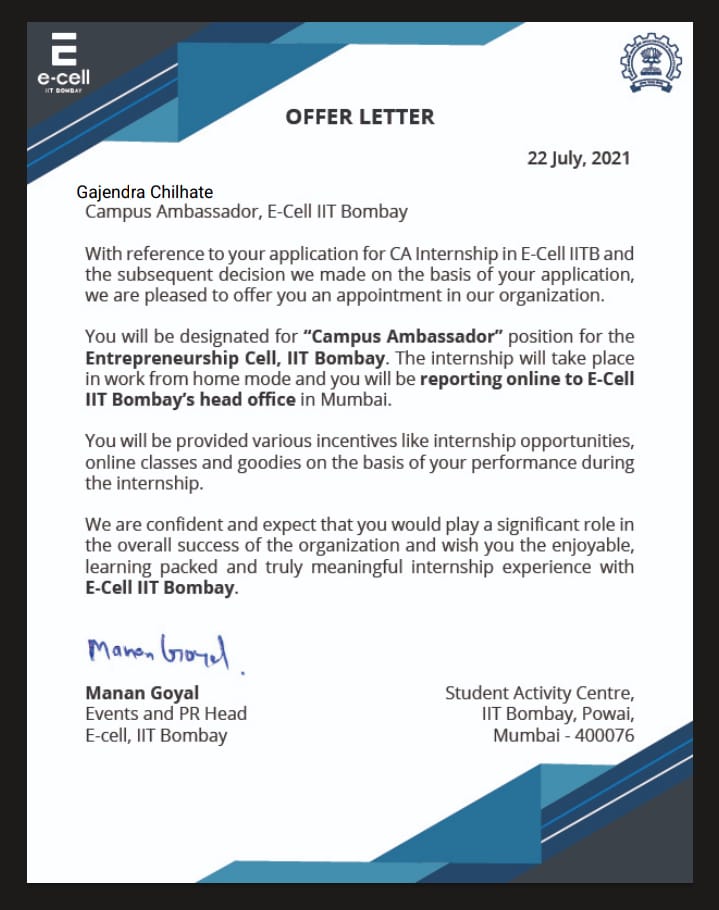 e-cell
IIT BOMBAY
OFFER LETTER
22 July, 2021
Gajendra Chilhate
Campus Ambassador, E-Cell IIT Bombay
With reference to your application for CA Internship in E-Cell IITB and
the subsequent decision we made on the basis of your application,
we are pleased to offer you an appointment in our organization.
You will be designated for “Campus Ambassador” position for the
Entrepreneurship Cell, IIT Bombay. The internship will take place
in work from home mode and you will be reporting online to E-Cell
IIT Bombay’s head office in Mumbai.
You will be provided various incentives like internship opportunities,
online classes and goodies on the basis of your performance during
the internship.
We are confident and expect that you would play a significant role in
the overall success of the organization and wish you the enjoyable,
learning packed and truly meaningful internship experience with
E-Cell IIT Bombay.
Manan Goyal.
Manan Goyal
Events and PR Head
E-cell, IIT Bombay
Student Activity Centre,
IIT Bombay, Powai,
Mumbai - 400076